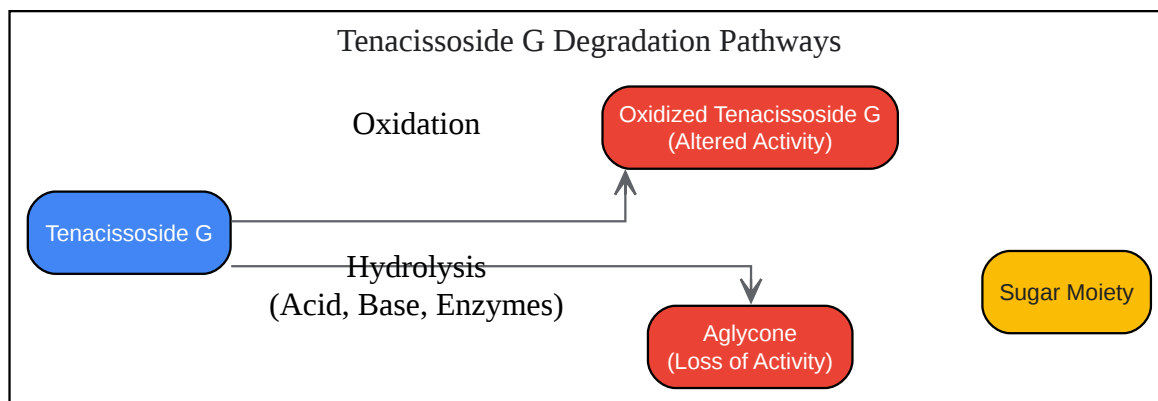 Tenacissoside G Degradation Pathways
Oxidation
Oxidized Tenacissoside G
(Altered Activity)
Tenacissoside G
Hydrolysis
(Acid, Base, Enzymes)
Sugar Moiety
Aglycone
(Loss of Activity)